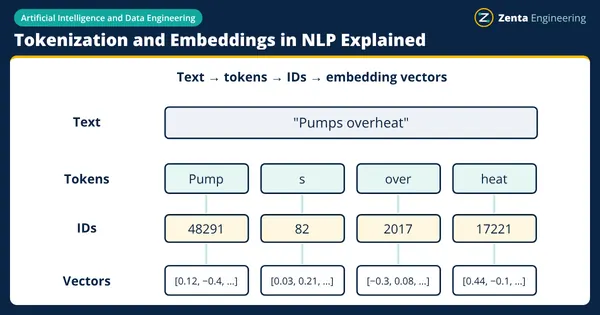 Artificial Intelligence and Data Engineering
Zenta Engineering
Tokenization and Embeddings in NLP Explained
Text → tokens → IDs → embedding vectors
Text "Pumps overheat"
Tokens Pump s over heat
IDs 48291 82 2017 17221
Vectors [0.12, −0.4, ...] [0.03, 0.21, ...] [−0.3, 0.08, ...] [0.44, −0.1, ...]